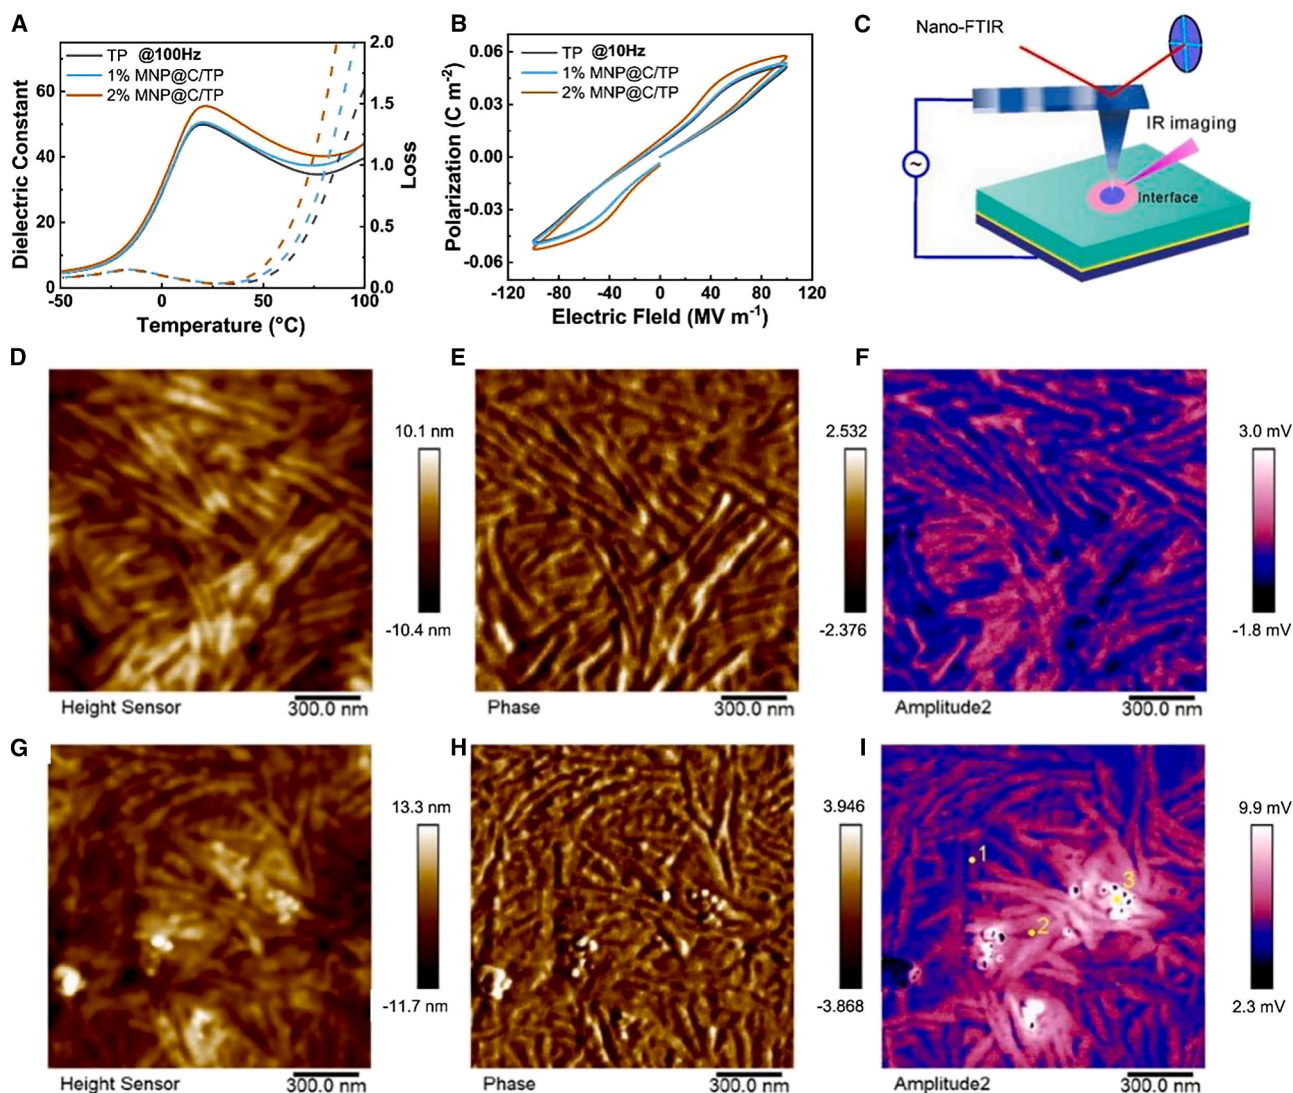 A
TP @100Hz
1% MNP@C/TP
2% MNP@C/TP
Dielectric Constant
60
40
20
0
2.0
1.5
1.0
0.5
0.0
Loss
-50
0
50
100
Temperature (°C)
B
TP @10Hz
1% MNP@C/TP
2% MNP@C/TP
Polarization (C m⁻²)
0.06
0.03
0.00
-0.03
-0.06
-120
-80
-40
0
40
80
120
Electric FIeld (MV m⁻¹)
C
Nano-FTIR
IR imaging
Interface
~
D
10.1 nm
-10.4 nm
Height Sensor
300.0 nm
E
2.532
-2.376
Phase
300.0 nm
F
3.0 mV
-1.8 mV
Amplitude2
300.0 nm
G
13.3 nm
-11.7 nm
Height Sensor
300.0 nm
H
3.946
-3.868
Phase
300.0 nm
I
1
2
3
9.9 mV
2.3 mV
Amplitude2
300.0 nm